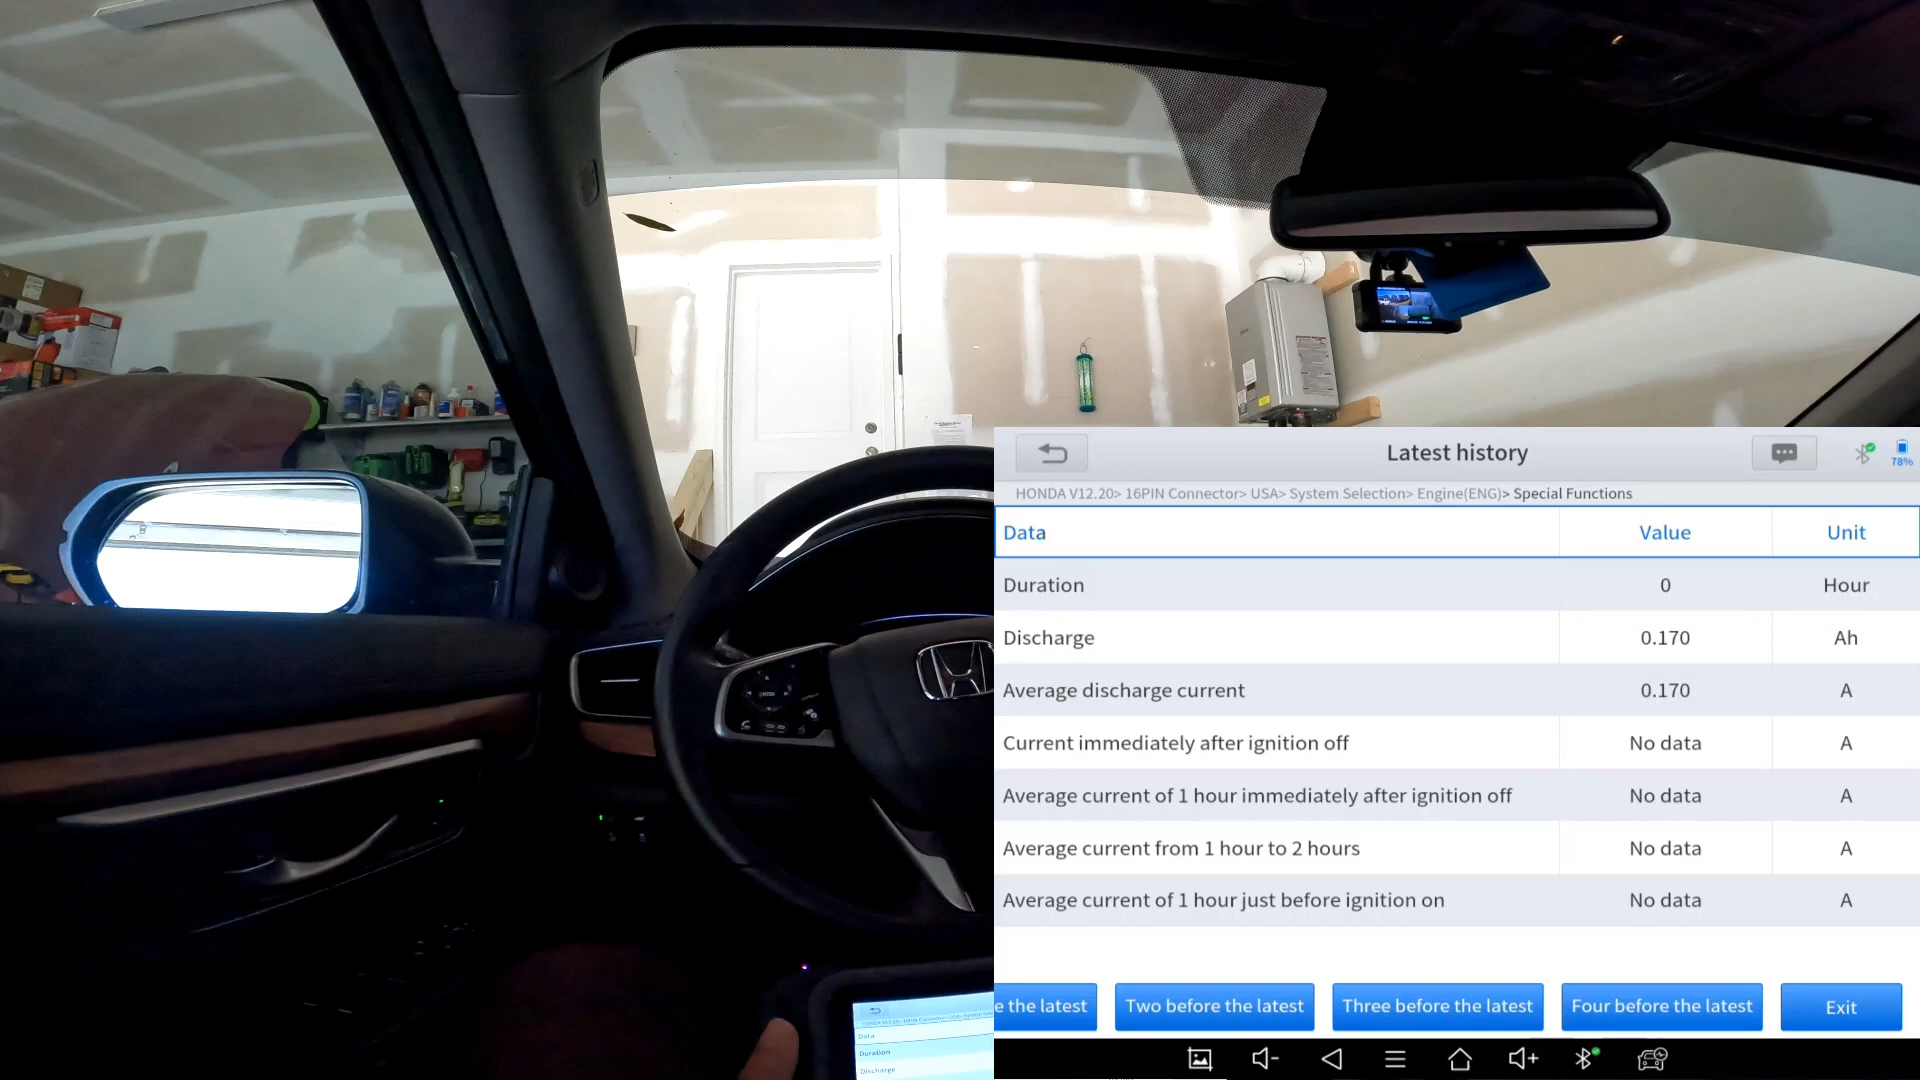 Latest history
78%
HONDA V12.20> 16PIN Connector> USA> System Selection> Engine(ENG)> Special Functions
Data Value Unit
Duration 0 Hour
Discharge 0.170 Ah
Average discharge current 0.170 A
Current immediately after ignition off No data A
Average current of 1 hour immediately after ignition off No data A
Average current from 1 hour to 2 hours No data A
Average current of 1 hour just before ignition on No data A
e the latest Two before the latest Three before the latest Four before the latest Exit
ENTER
Data
Duration
Discharge